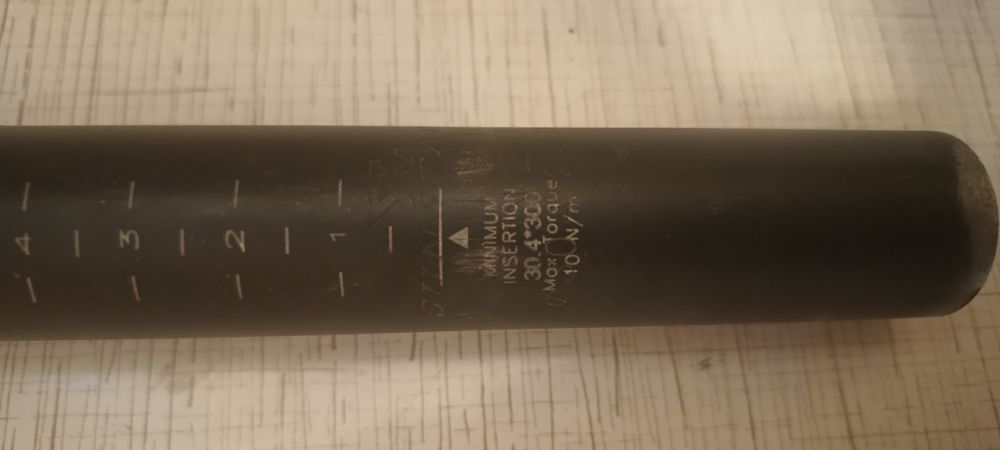 4
3
2
1
MINIMUM
INSERTION
30.4*300
Max Torque
10 N/m